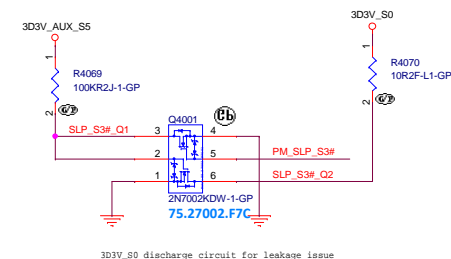 3D3V_AUX_S5
3D3V_S0
1
R4069
100KR2J-1-GP
2
G/P
1
R4070
10R2F-L1-GP
2
G/P
SLP_S3#_Q1
Q4001
3
4
2
5
PM_SLP_S3#
1
6
SLP_S3#_Q2
2N7002KDW-1-GP
75.27002.F7C
3D3V_S0 discharge circuit for leakage issue